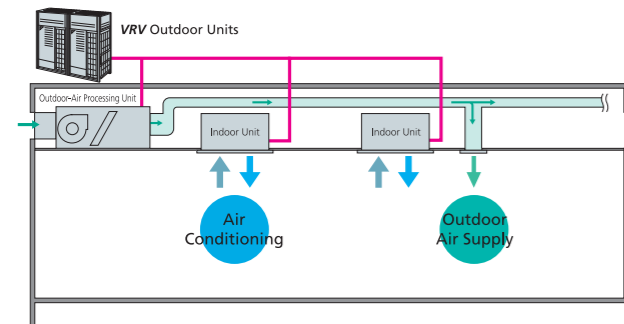 VRV Outdoor Units
Outdoor-Air Processing Unit
Indoor Unit
Indoor Unit
Air
Conditioning
Outdoor
Air Supply